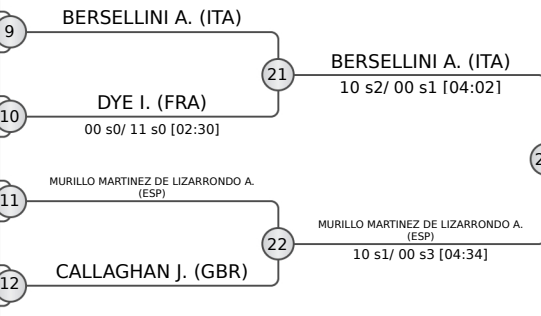 9
BERSELLINI A. (ITA)
21
BERSELLINI A. (ITA)
10 s2/ 00 s1 [04:02]
10
DYE I. (FRA)
00 s0/ 11 s0 [02:30]
11
MURILLO MARTINEZ DE LIZARRONDO A.
(ESP)
22
MURILLO MARTINEZ DE LIZARRONDO A.
(ESP)
10 s1/ 00 s3 [04:34]
12
CALLAGHAN J. (GBR)